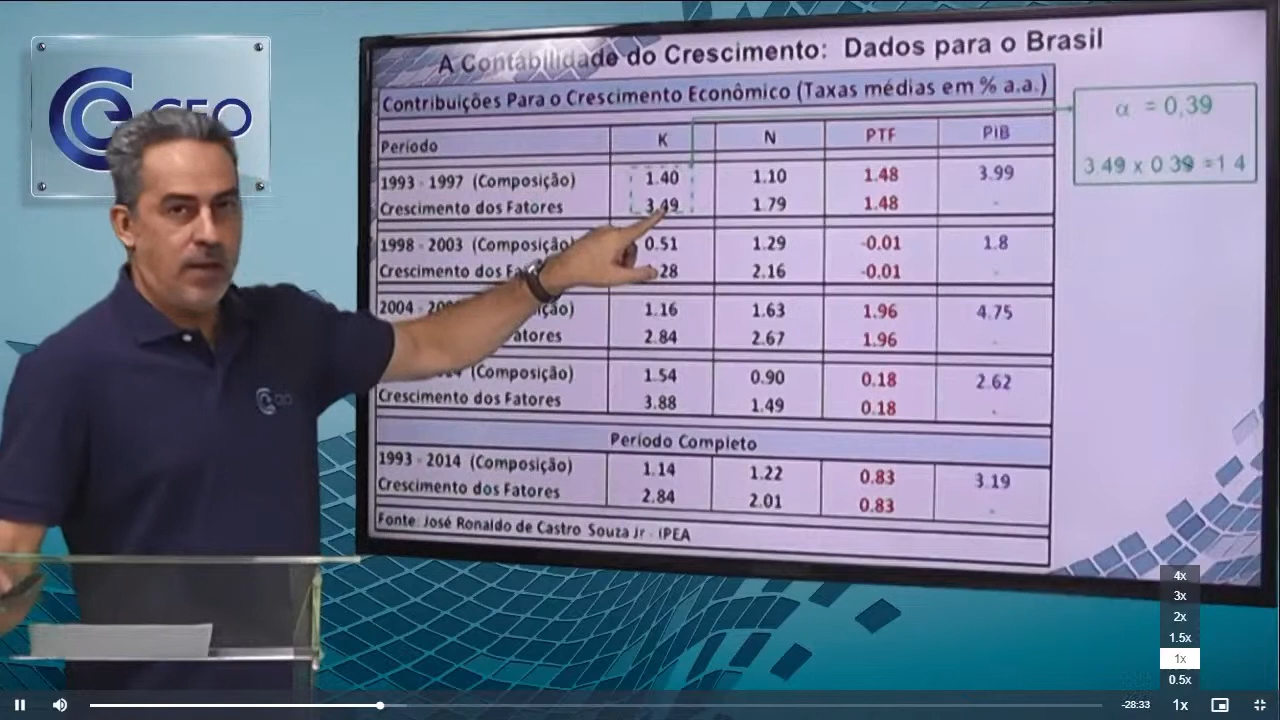 A Contabilidade do Crescimento: Dados para o Brasil
CEO
Contribuições Para o Crescimento Econômico (Taxas médias em % a.a.)
α = 0,39
3.49 x 0.39 =1 4
Período K N PTF PIB
1993 - 1997 (Composição) 1.40 1.10 1.48 3.99
Crescimento dos Fatores 3.49 1.79 1.48 -
1998 - 2003 (Composição) 0.51 1.29 -0.01 1.8
Crescimento dos 28 2.16 -0.01 -
2004 1.16 1.63 1.96 4.75
2.84 2.67 1.96 -
(Composição) 1.54 0.90 0.18 2.62
Crescimento dos Fatores 3.88 1.49 0.18 -
Período Completo
1993 - 2014 (Composição) 1.14 1.22 0.83 3.19
Crescimento dos Fatores 2.84 2.01 0.83 -
Fonte: José Ronaldo de Castro Souza Jr - IPEA
4x
3x
2x
1.5x
1x
0.5x
-28:33 1x